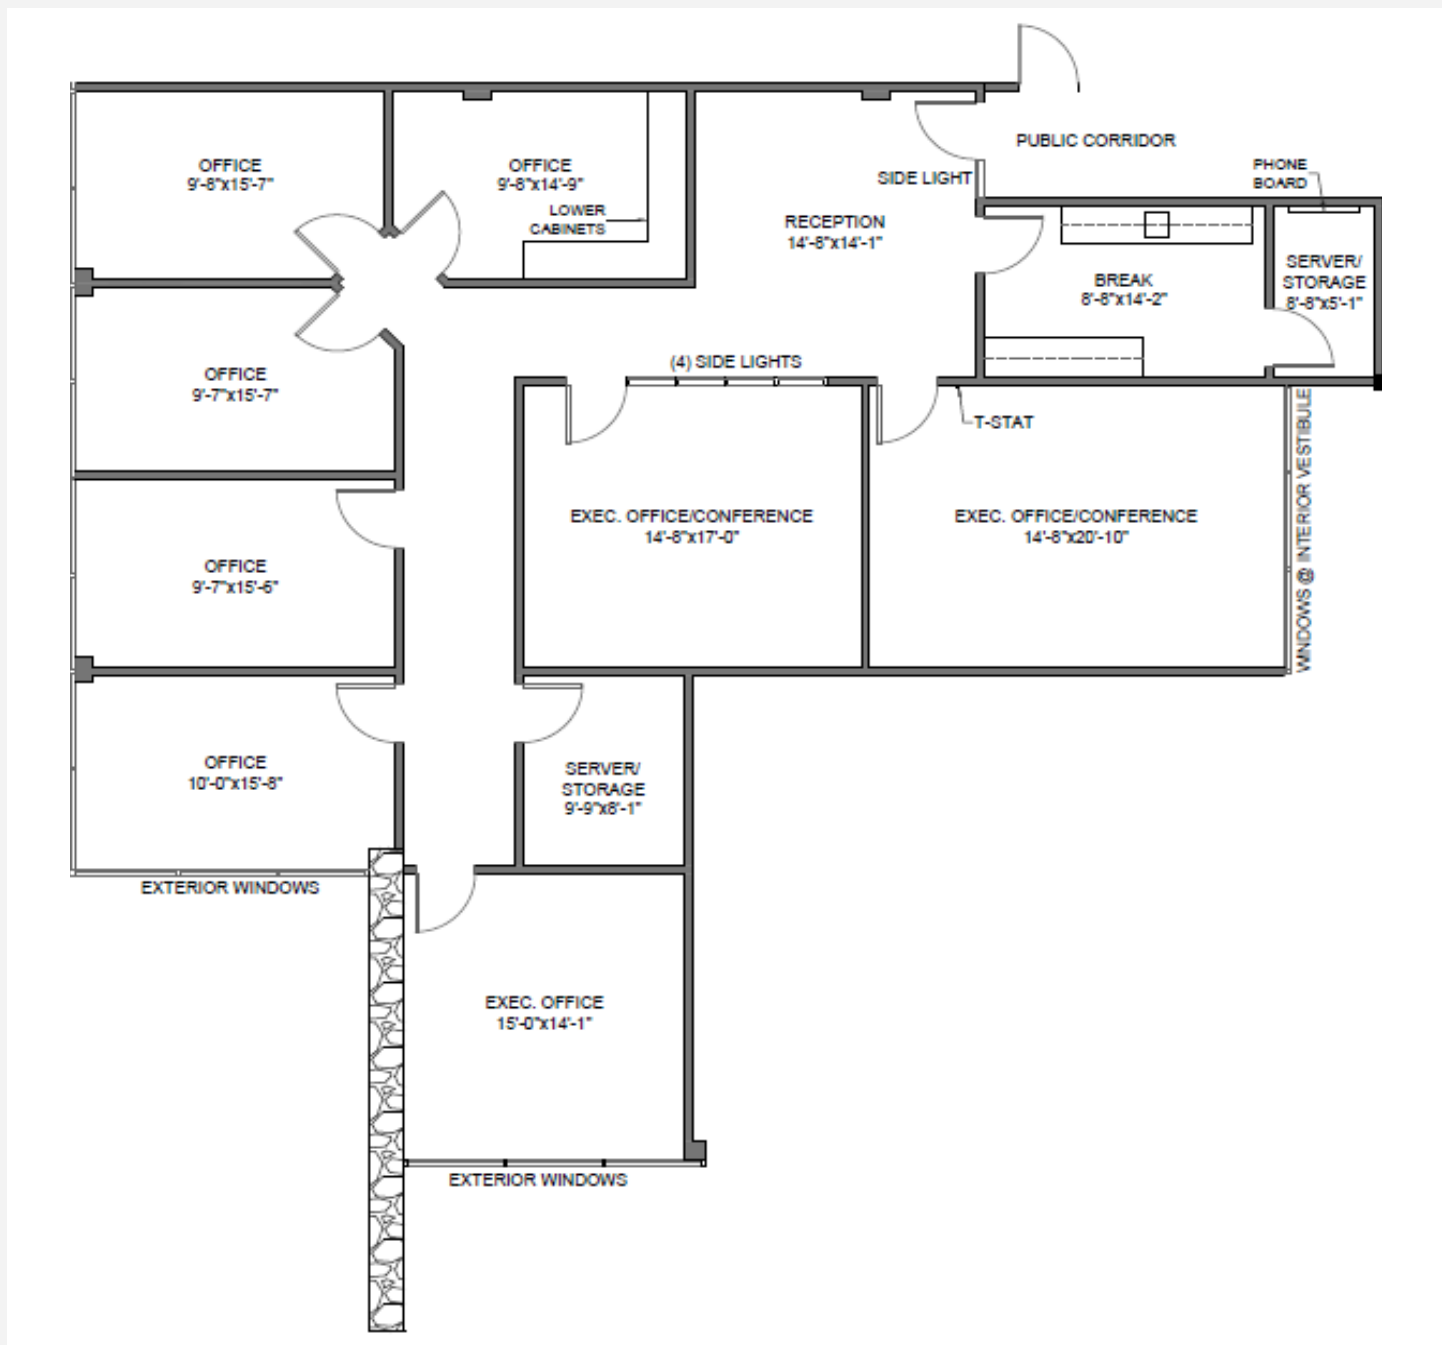 PUBLIC CORRIDOR
OFFICE
9'-8"x15'-7"
OFFICE
9'-8"x14'-9"
LOWER
CABINETS
SIDE LIGHT
PHONE
BOARD
RECEPTION
14'-8"x14'-1"
BREAK
8'-8"x14'-2"
SERVER/
STORAGE
8'-8"x5'-1"
OFFICE
9'-7"x15'-7"
(4) SIDE LIGHTS
T-STAT
EXEC. OFFICE/CONFERENCE
14'-8"x17'-0"
EXEC. OFFICE/CONFERENCE
14'-8"x20'-10"
WINDOWS @ INTERIOR VESTIBULE
OFFICE
9'-7"x15'-6"
OFFICE
10'-0"x15'-8"
SERVER/
STORAGE
9'-9"x8'-1"
EXTERIOR WINDOWS
EXEC. OFFICE
15'-0"x14'-1"
EXTERIOR WINDOWS